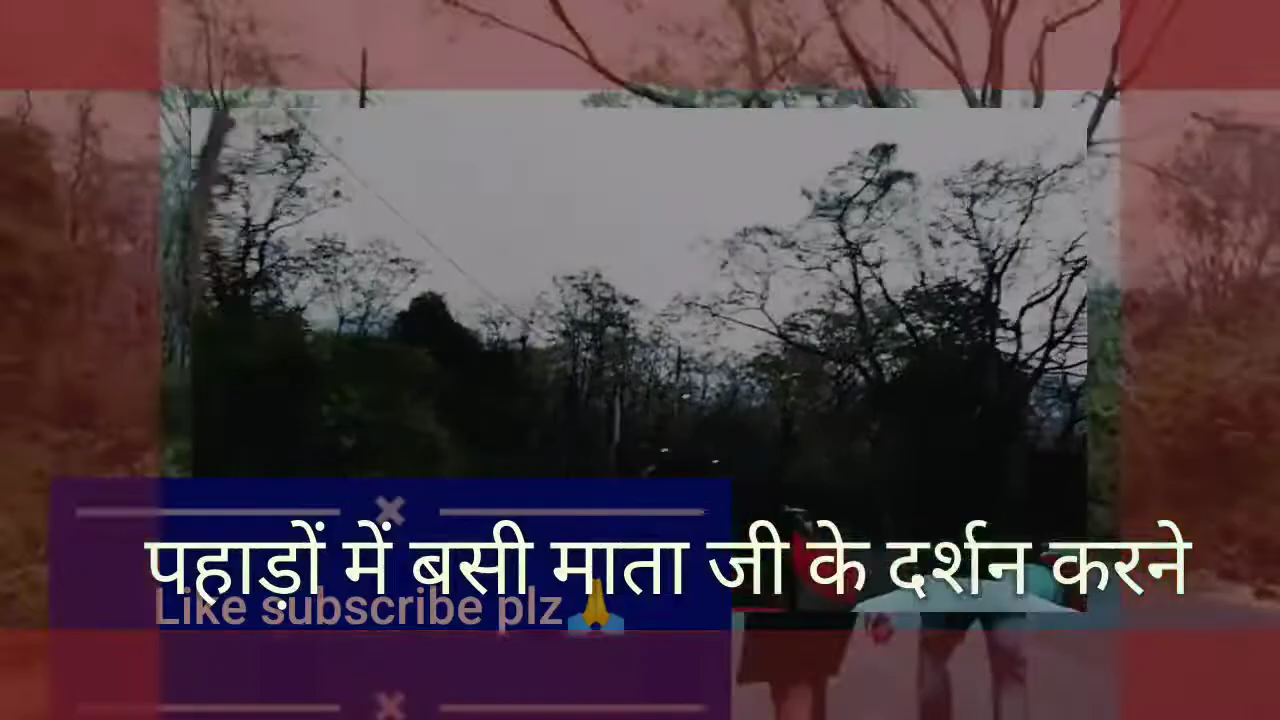 पहाड़ों में बसी माता जी के दर्शन करने
Like subscribe plz🙏